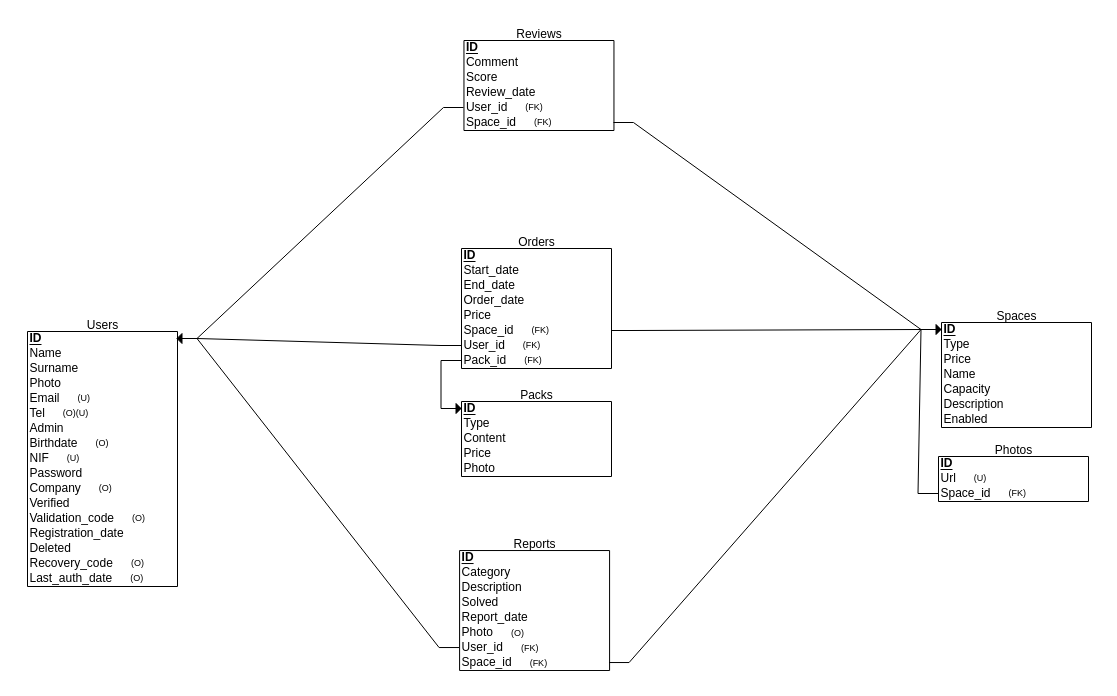 Reviews
ID
Comment
Score
Review_date
User_id (FK)
Space_id (FK)
Orders
ID
Start_date
End_date
Order_date
Price
Space_id (FK)
User_id (FK)
Pack_id (FK)
Users
ID
Name
Surname
Photo
Email (U)
Tel (O)(U)
Admin
Birthdate (O)
NIF (U)
Password
Company (O)
Verified
Validation_code (O)
Registration_date
Deleted
Recovery_code (O)
Last_auth_date (O)
Packs
ID
Type
Content
Price
Photo
Spaces
ID
Type
Price
Name
Capacity
Description
Enabled
Photos
ID
Url (U)
Space_id (FK)
Reports
ID
Category
Description
Solved
Report_date
Photo (O)
User_id (FK)
Space_id (FK)